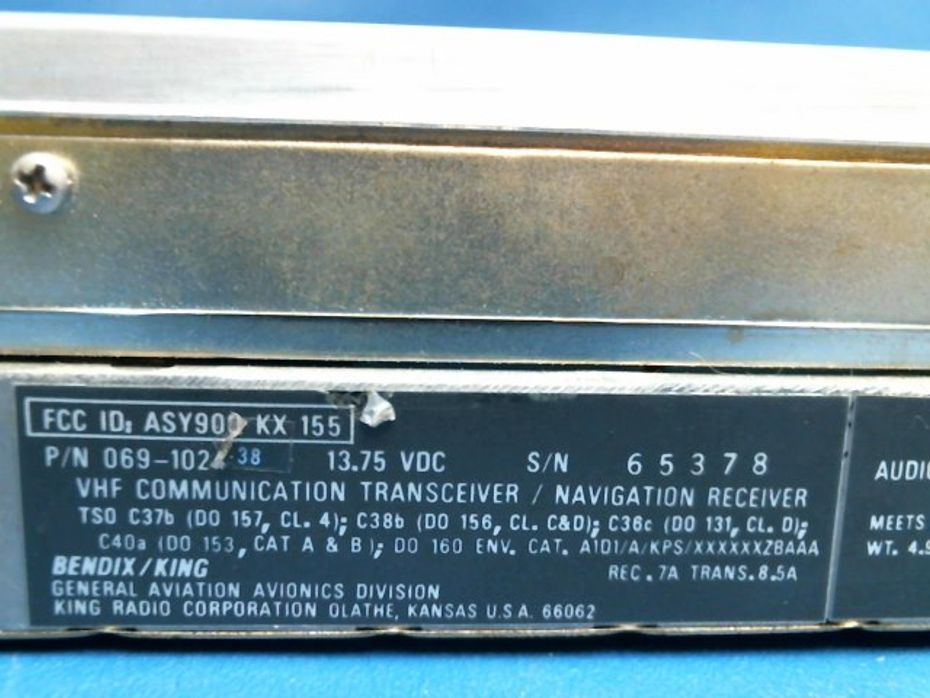 FCC ID: ASY900 KX 155
P/N 069-102 38 13.75 VDC S/N 65378
VHF COMMUNICATION TRANSCEIVER / NAVIGATION RECEIVER
TSO C37b (DO 157, CL. 4); C38b (DO 156, CL. C&D); C36c (DO 131, CL. D);
C40a (DO 153, CAT A & B); DO 160 ENV. CAT. A1D1/A/KPS/XXXXXXZBAAA
REC .7A TRANS. 8.5A
BENDIX/KING
GENERAL AVIATION AVIONICS DIVISION
KING RADIO CORPORATION OLATHE, KANSAS U.S.A. 66062
MEETS
WT.